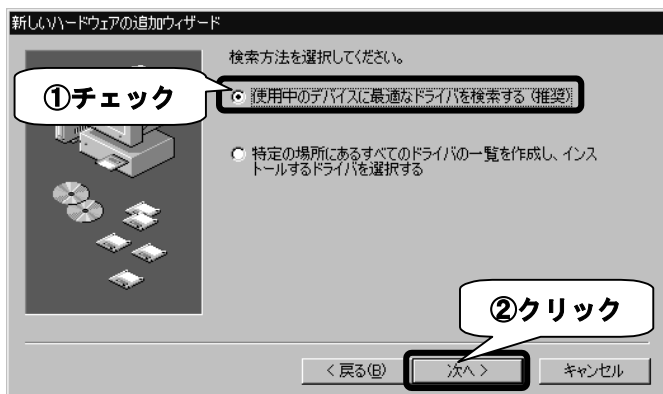 新しいハードウェアの追加ウィザード
検索方法を選択してください。
①チェック
使用中のデバイスに最適なドライバを検索する (推奨)
特定の場所にあるすべてのドライバの一覧を作成し、インス
トールするドライバを選択する
②クリック
< 戻る(B)
次へ >
キャンセル